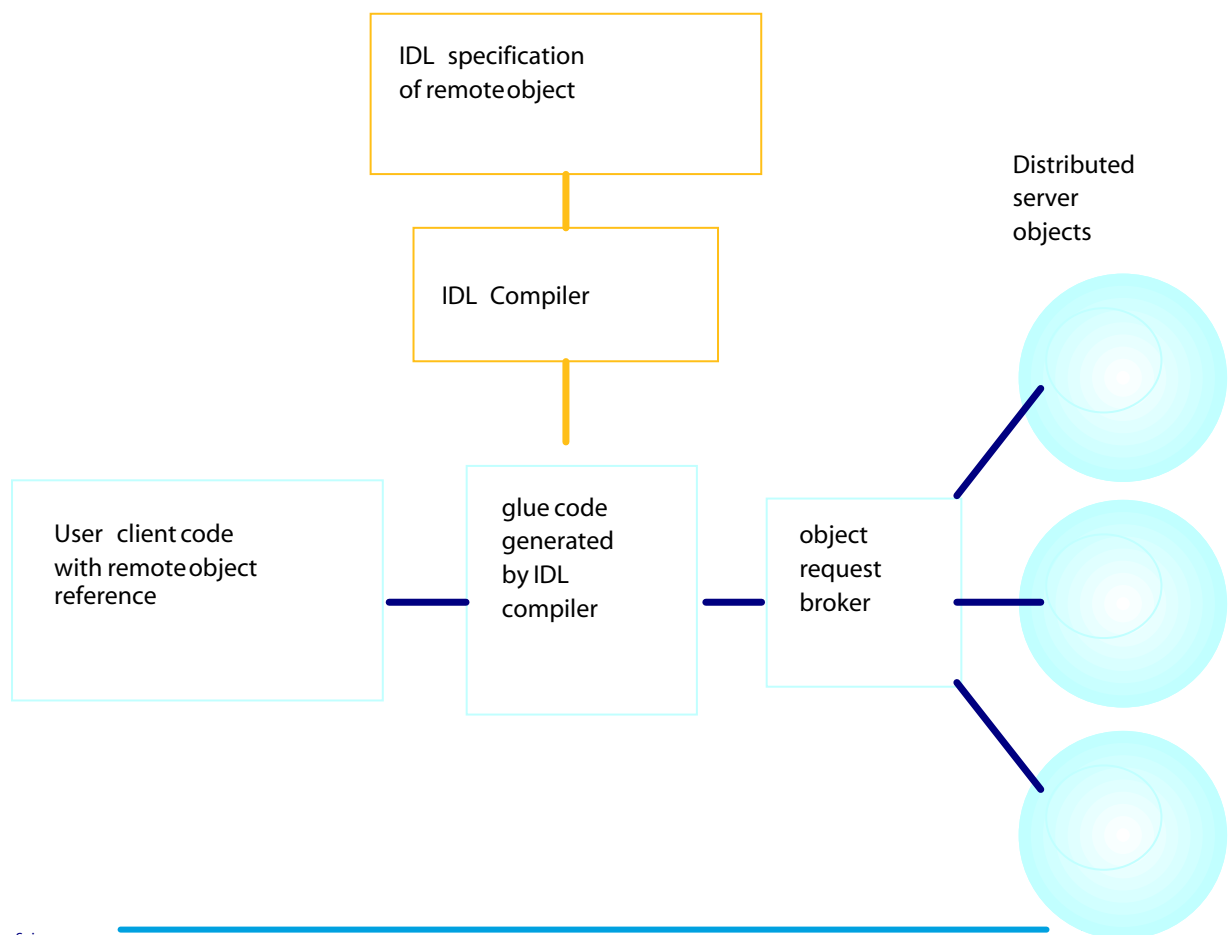 IDL specification
of remote object
Distributed
server
objects
IDL Compiler
User client code
with remote object
reference
glue code
generated
by IDL
compiler
object
request
broker